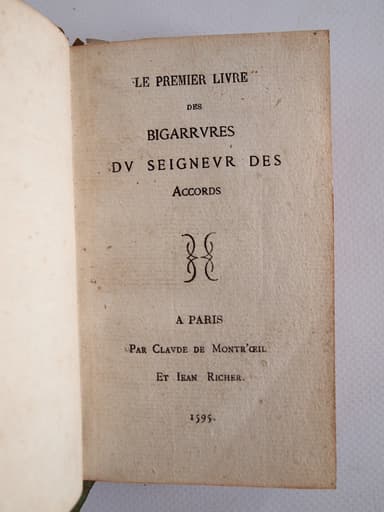 LE PREMIER LIVRE
DES
BIGARRVRES
DV SEIGNEVR DES
ACCORDS
A PARIS
PAR CLAVDE DE MONTR'ŒIL
ET IEAN RICHER.
1595.